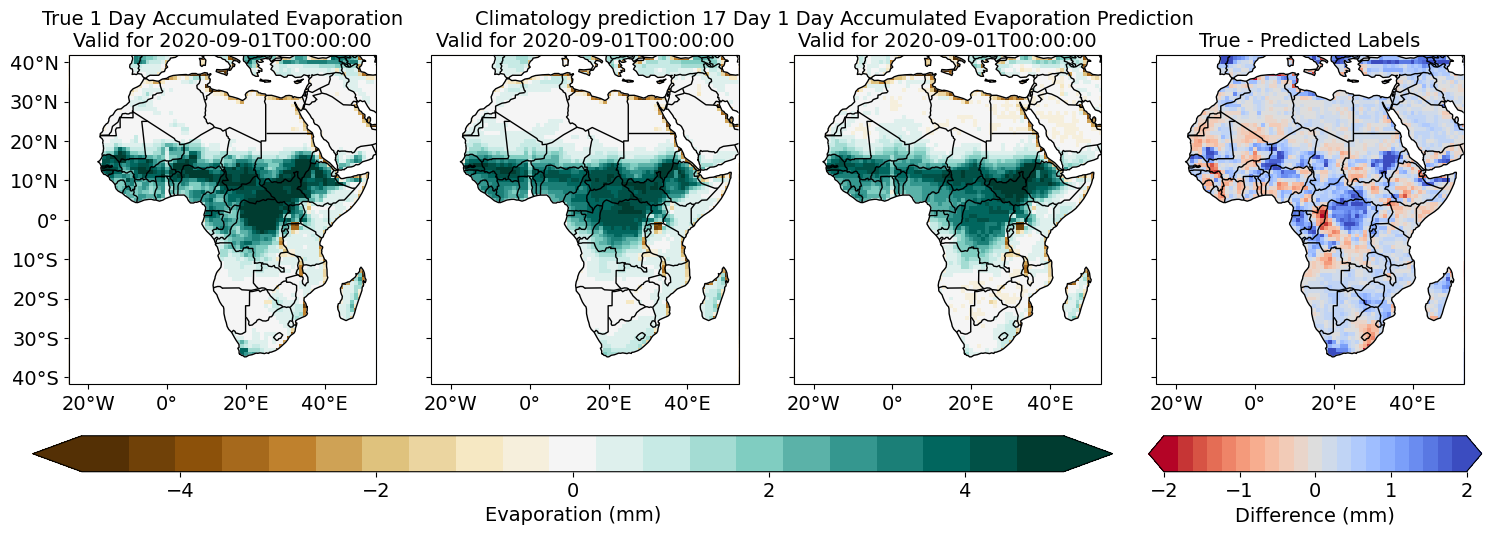 True 1 Day Accumulated Evaporation
Valid for 2020-09-01T00:00:00
Climatology prediction 17 Day 1 Day Accumulated Evaporation Prediction
Valid for 2020-09-01T00:00:00
Valid for 2020-09-01T00:00:00
True - Predicted Labels
40°N
30°N
20°N
10°N
0°
10°S
20°S
30°S
40°S
20°W 0° 20°E 40°E
20°W 0° 20°E 40°E
20°W 0° 20°E 40°E
20°W 0° 20°E 40°E
−4 −2 0 2 4
Evaporation (mm)
−2 −1 0 1 2
Difference (mm)